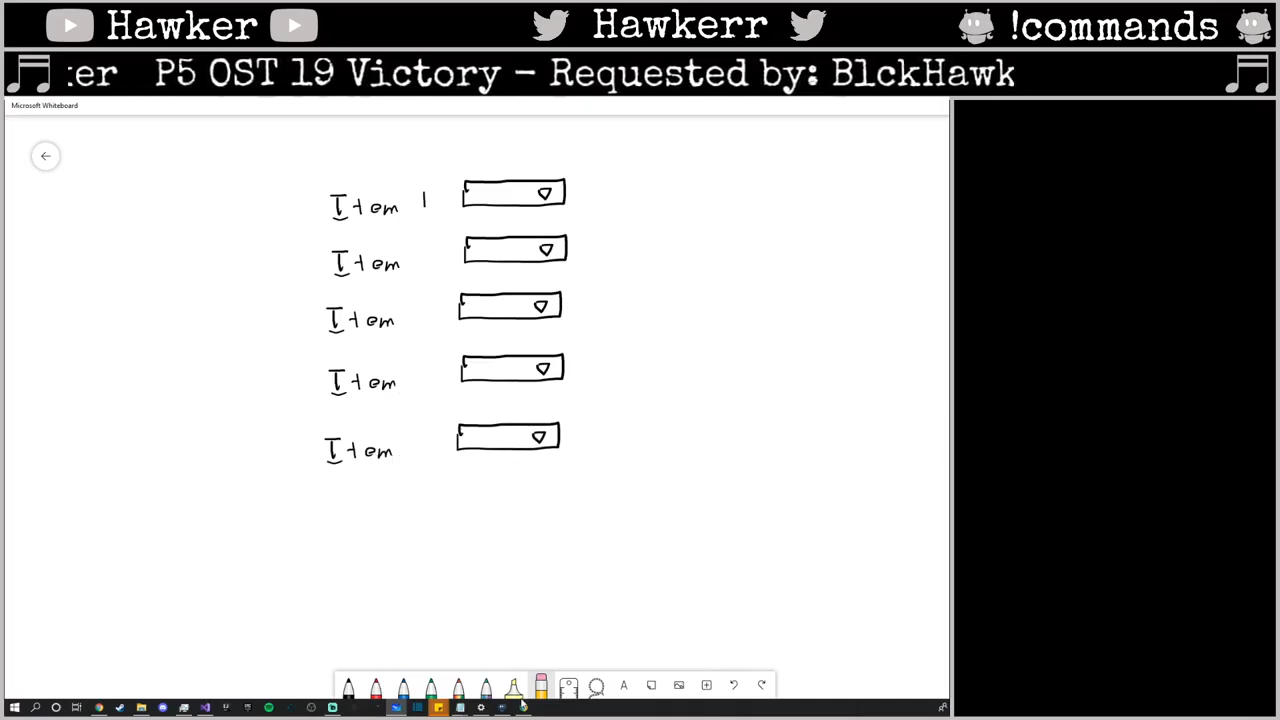 Hawker Hawkerr !commands
:er P5 OST 19 Victory - Requested by: BlckHawk
Microsoft Whiteboard
Item 1
Item
Item
Item
Item
A